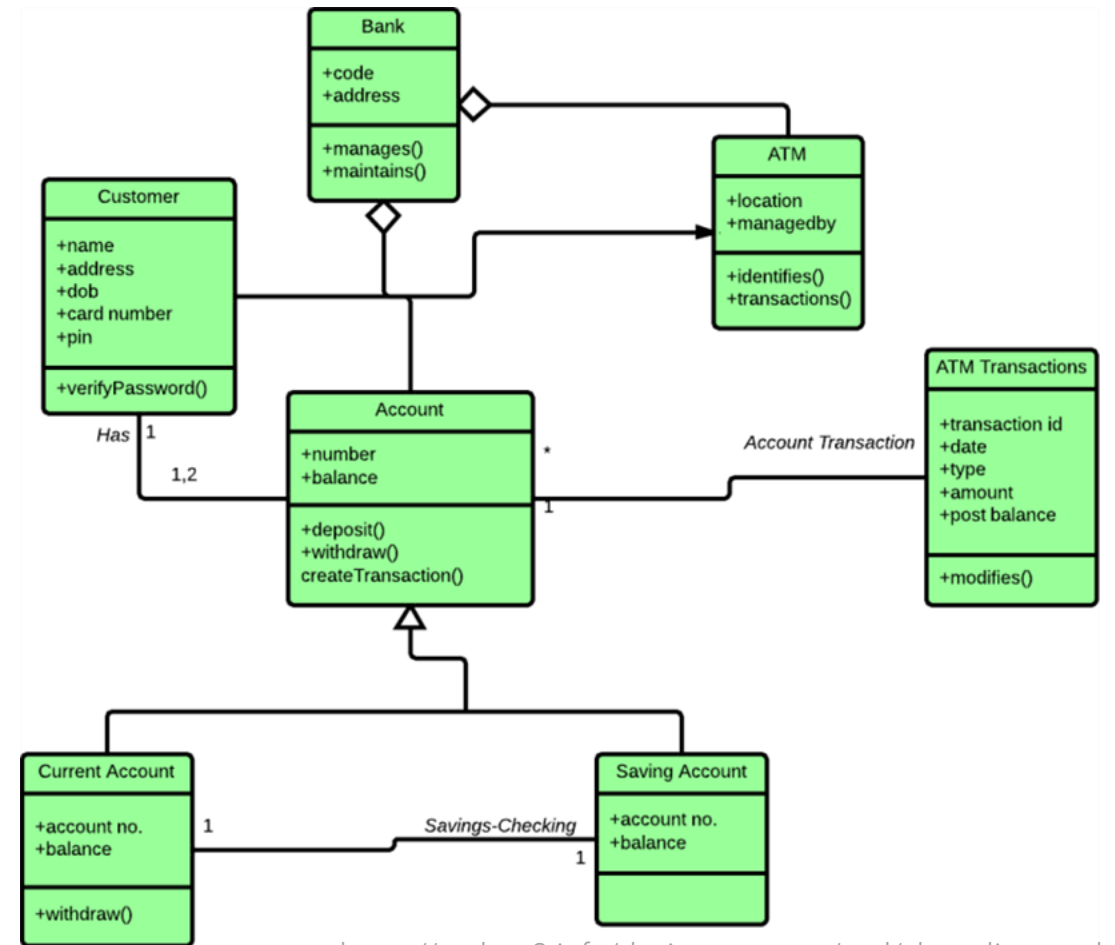 Bank
+code
+address
+manages()
+maintains()
ATM
+location
+managedby
+identifies()
+transactions()
Customer
+name
+address
+dob
+card number
+pin
+verifyPassword()
Has
1
1,2
Account
+number
+balance
+deposit()
+withdraw()
createTransaction()
*
1
Account Transaction
ATM Transactions
+transaction id
+date
+type
+amount
+post balance
+modifies()
Current Account
+account no.
+balance
+withdraw()
1
Savings-Checking
1
Saving Account
+account no.
+balance